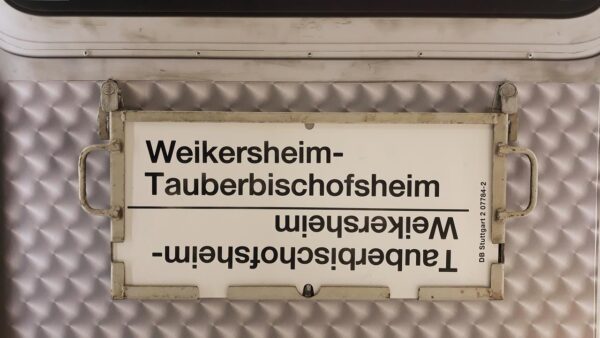 Weikersheim-
Tauberbischofsheim
Tauberbischofsheim-
Weikersheim
DB Stuttgart 2 07784-2